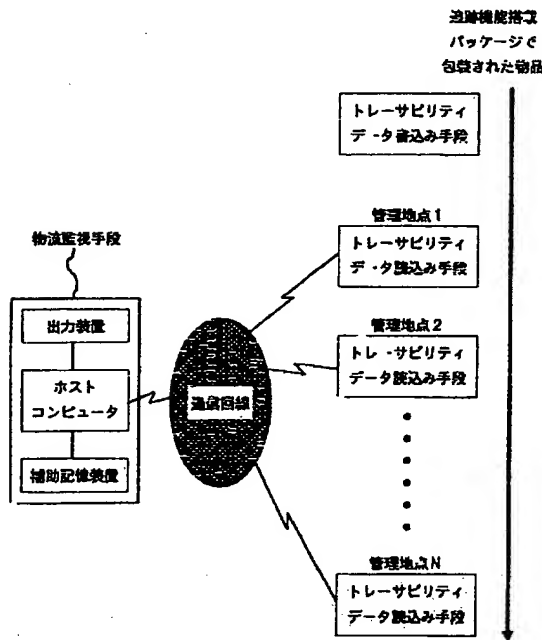 追跡機能搭載
パッケージで
包装された物品
トレーサビリティ
データ書込み手段
管理地点1
トレーサビリティ
データ読込み手段
物流監視手段
出力装置
ホスト
コンピュータ
補助記憶装置
通信回線
管理地点2
トレーサビリティ
データ読込み手段
管理地点N
トレーサビリティ
データ読込み手段